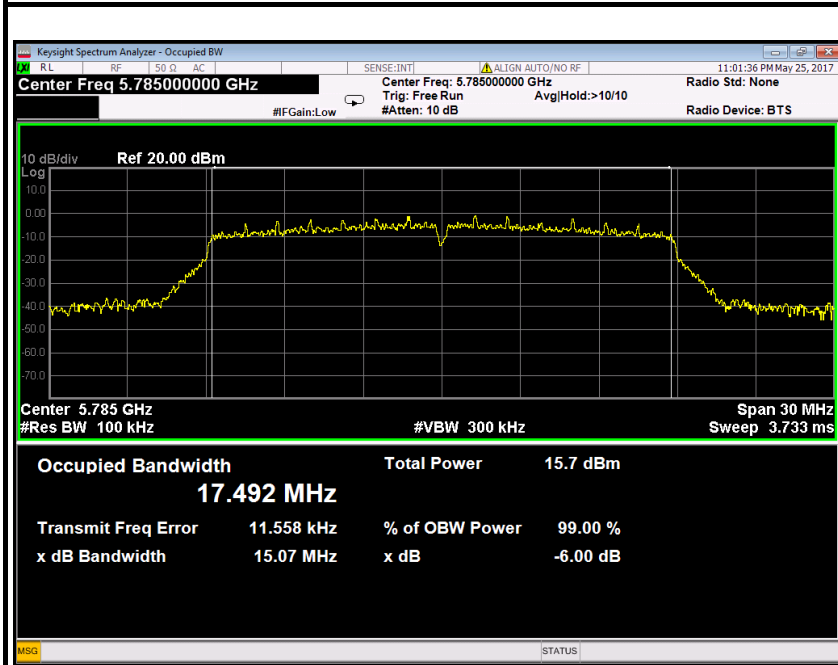 Keysight Spectrum Analyzer - Occupied BW
LXI RL RF 50 Ω AC SENSE:INT ALIGN AUTO/NO RF 11:01:36 PM May 25, 2017
Center Freq 5.785000000 GHz Center Freq: 5.785000000 GHz Radio Std: None
Trig: Free Run Avg|Hold:>10/10
#IFGain:Low #Atten: 10 dB Radio Device: BTS
10 dB/div Ref 20.00 dBm
Log
10.0
0.00
-10.0
-20.0
-30.0
-40.0
-50.0
-60.0
-70.0
Center 5.785 GHz Span 30 MHz
#Res BW 100 kHz #VBW 300 kHz Sweep 3.733 ms
Occupied Bandwidth Total Power 15.7 dBm
17.492 MHz
Transmit Freq Error 11.558 kHz % of OBW Power 99.00 %
x dB Bandwidth 15.07 MHz x dB -6.00 dB
MSG STATUS